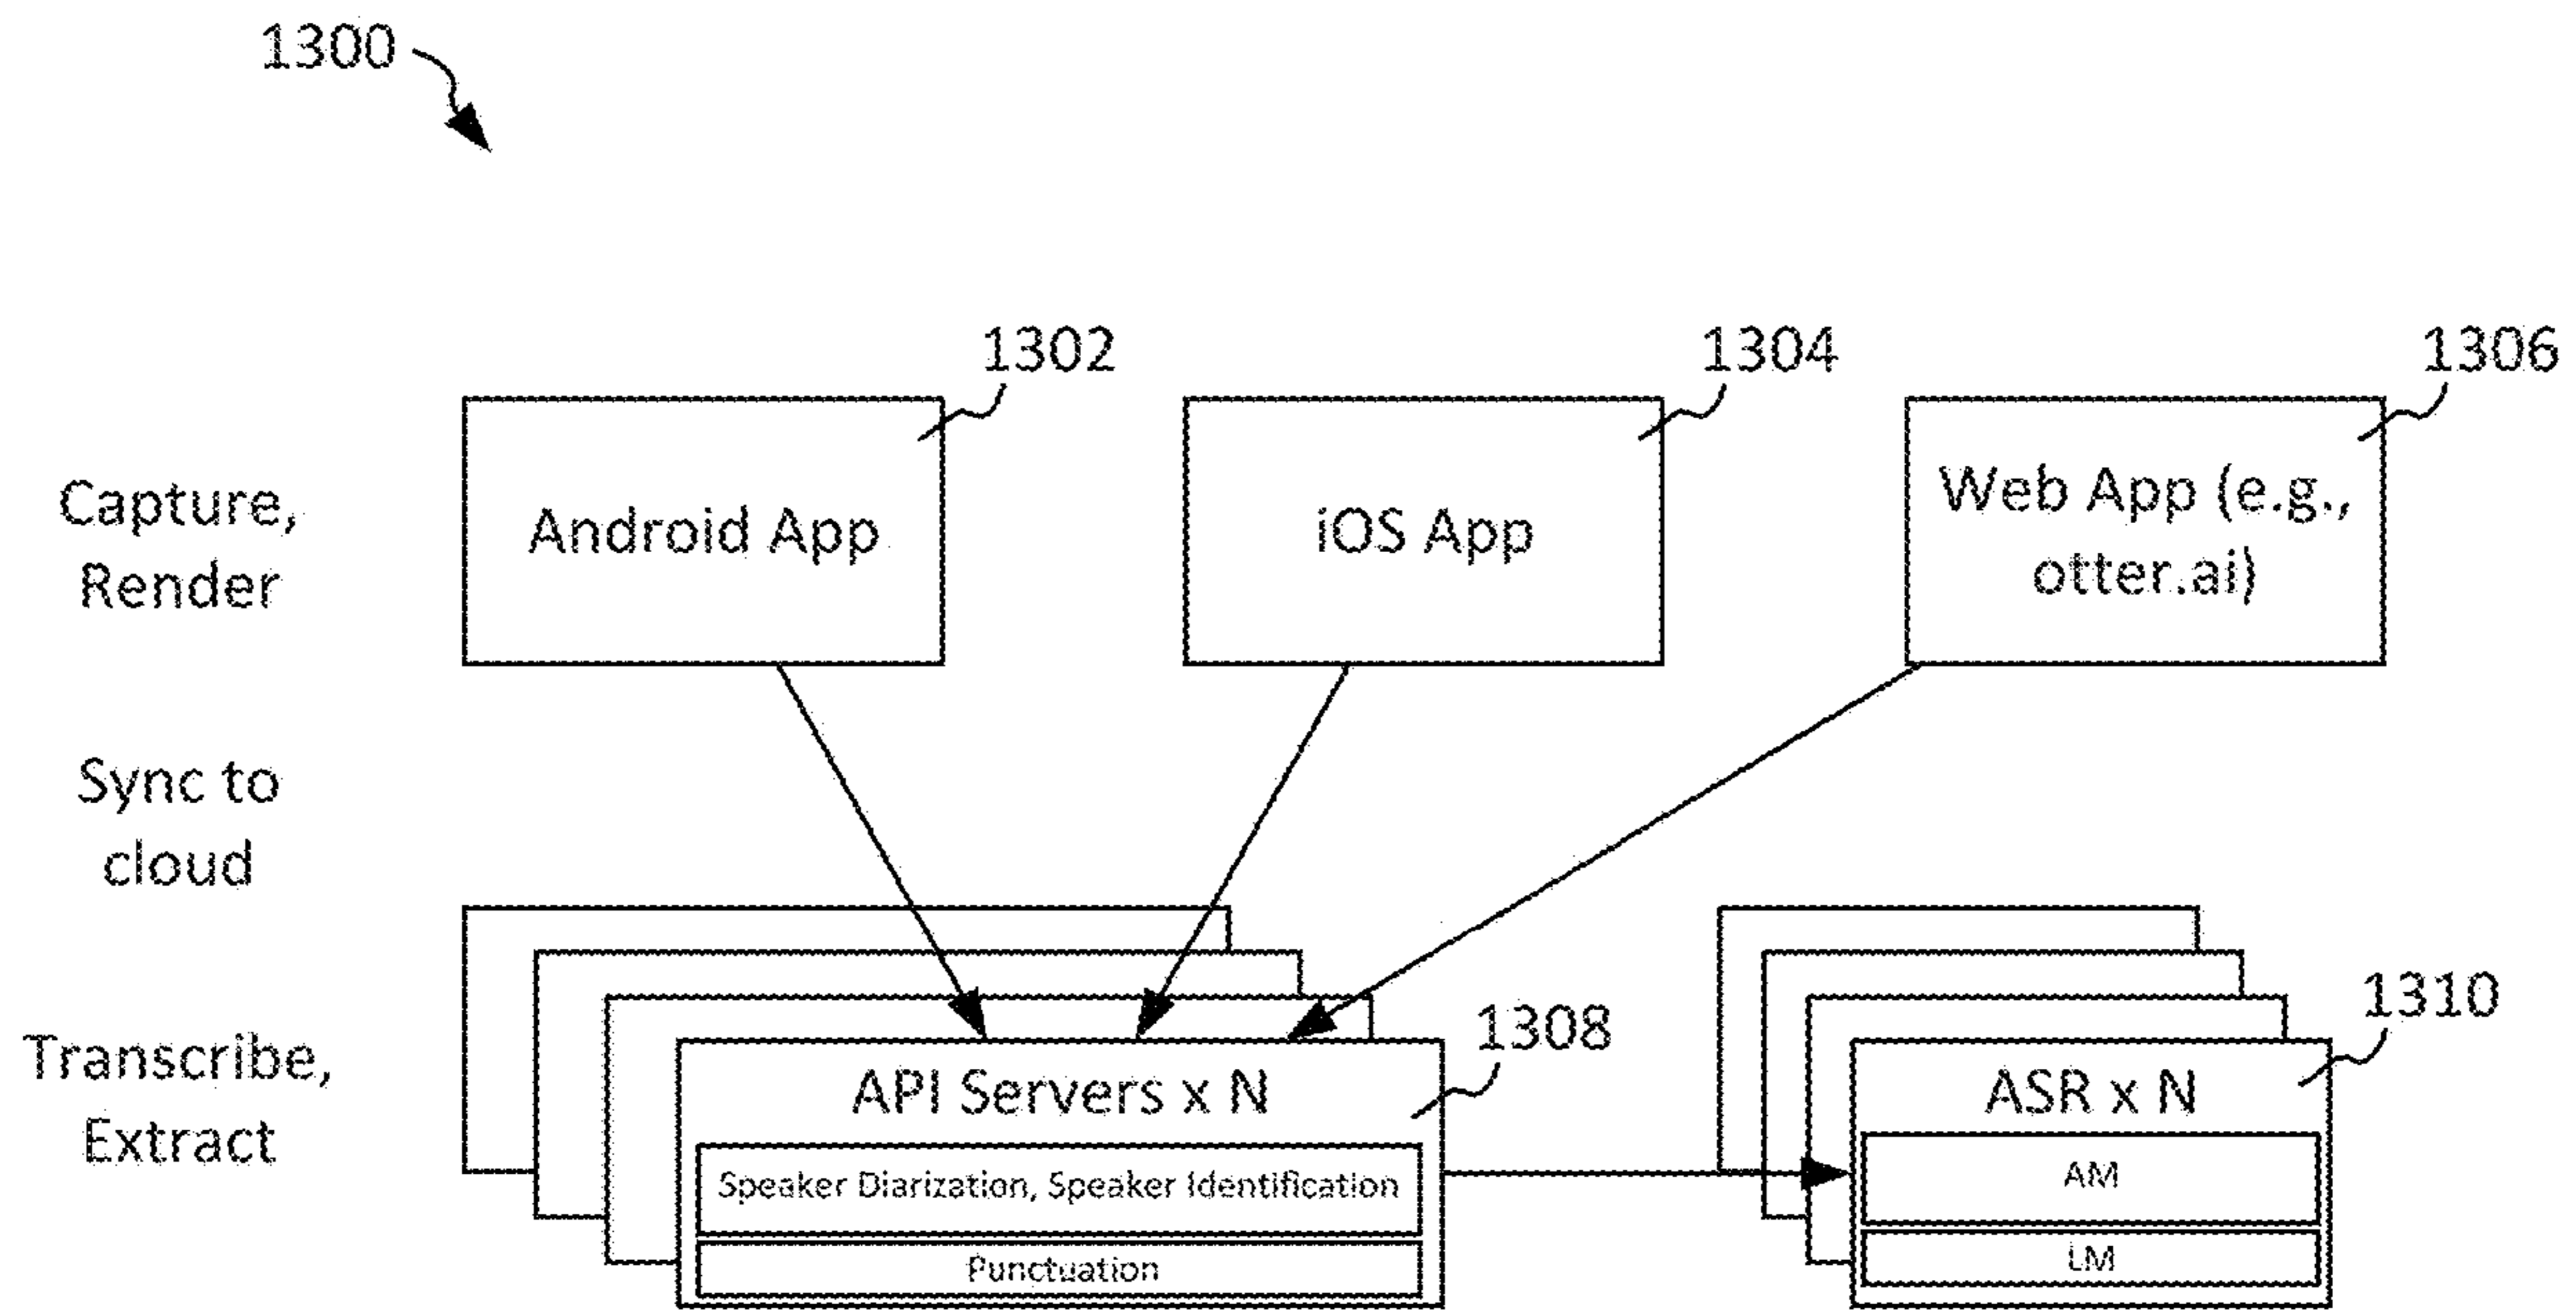 1300
1302
1304
1306
Capture,
Render
Android App
iOS App
Web App (e.g.,
otter.ai)
Sync to
cloud
Transcribe,
Extract
1308
API Servers x N
Speaker Diarization, Speaker Identification
Punctuation
1310
ASR x N
AM
LM